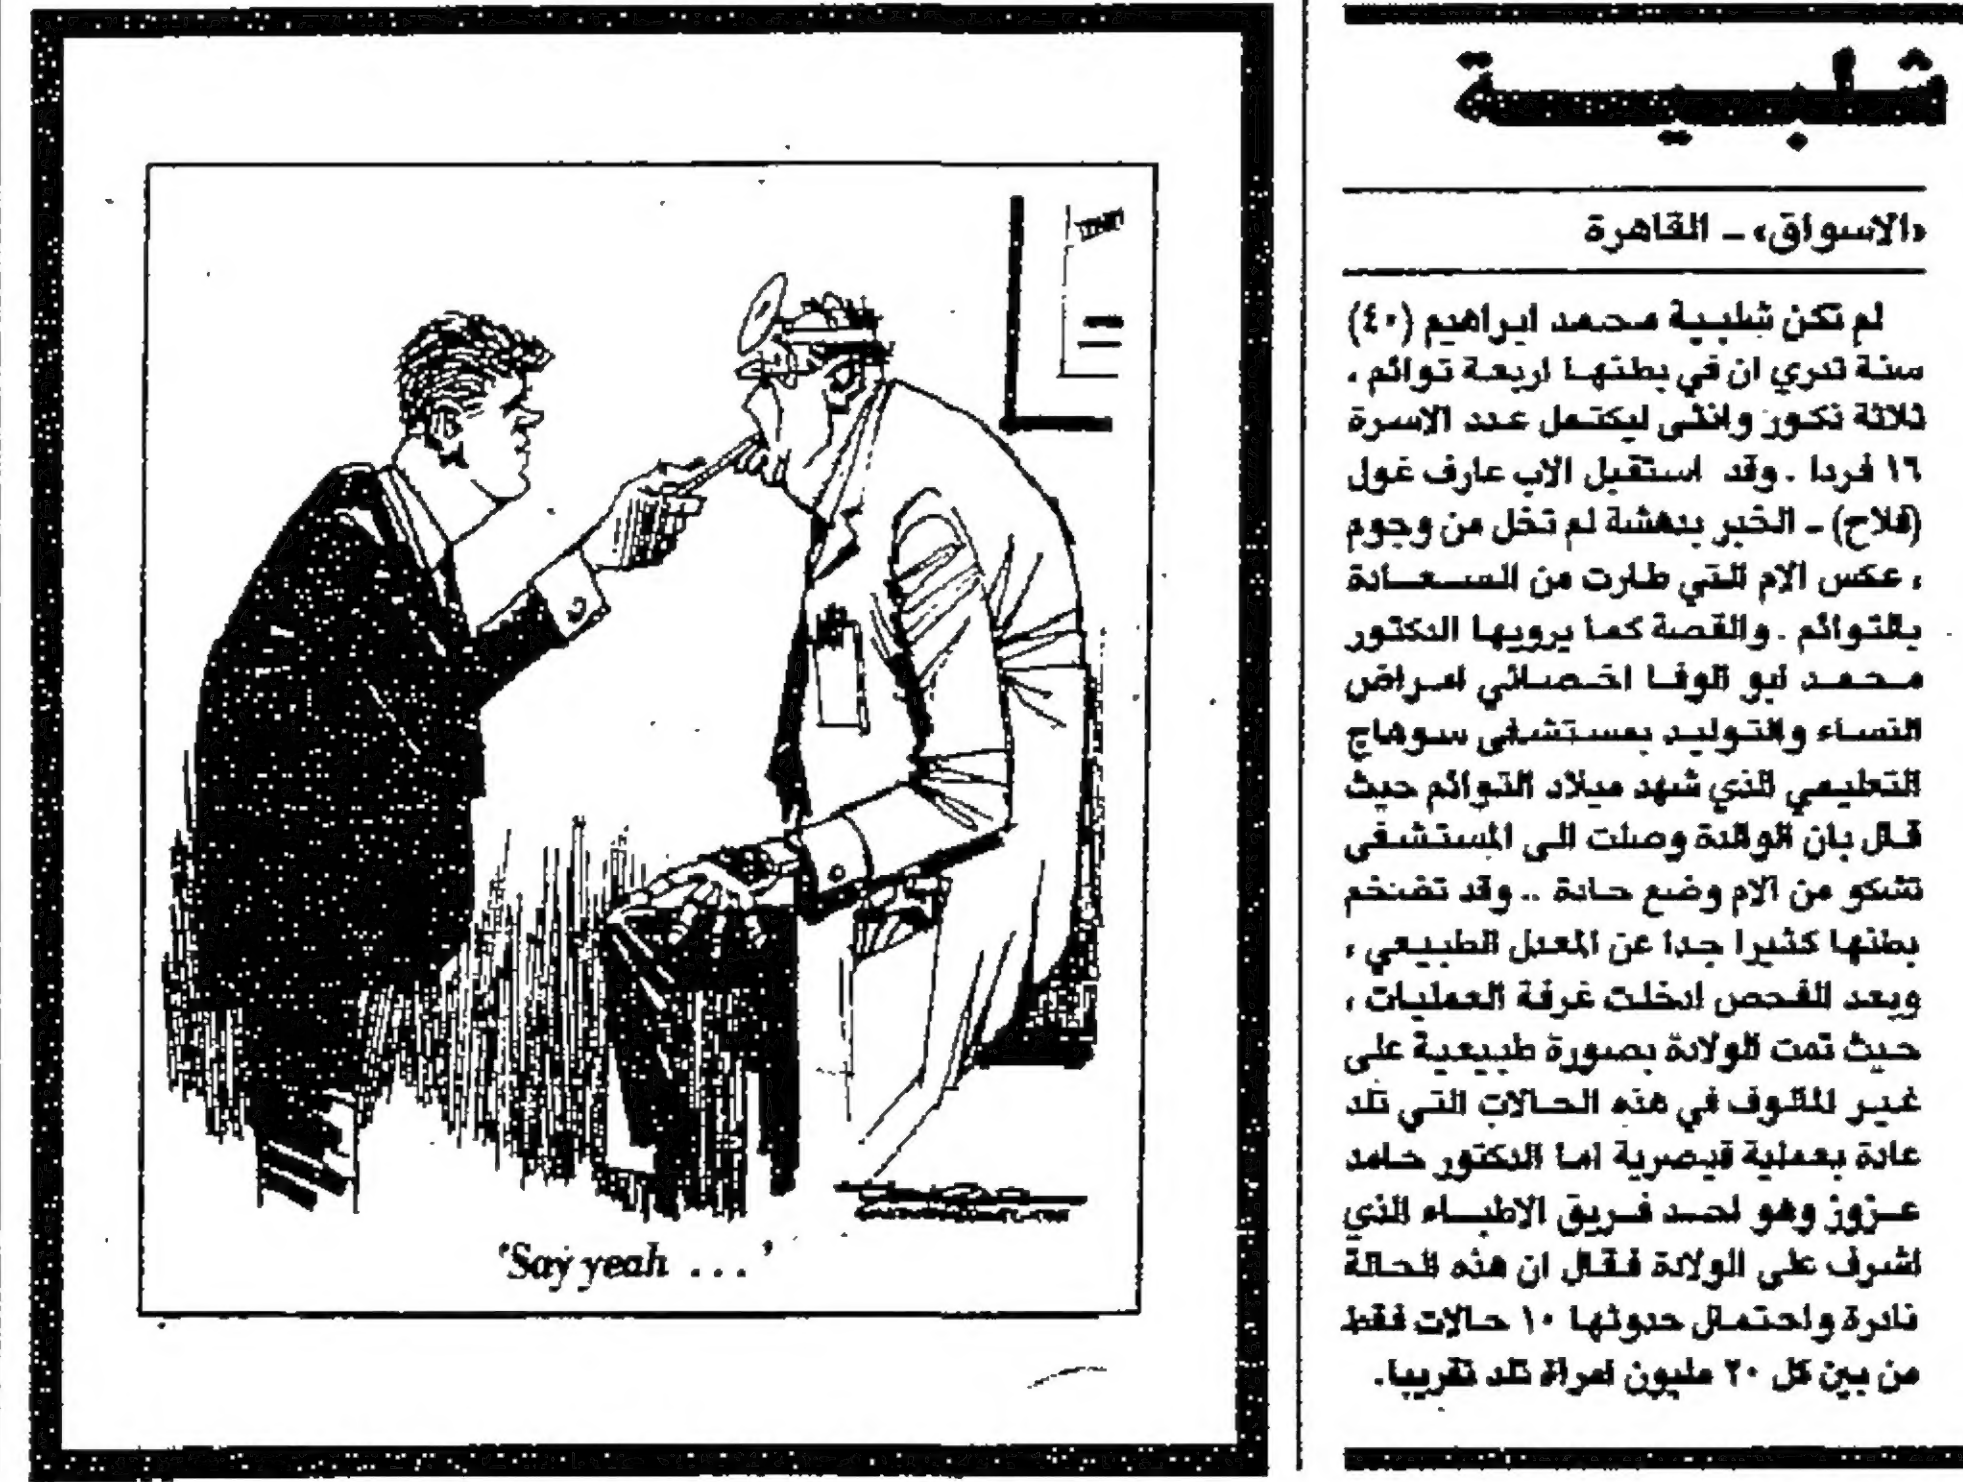 شلبيـــــة
«الاسواق» - القاهرة
لم تكن شلبية محمد ابراهيم (٤٠)
سنة تدري ان في بطنها اربعة توائم ،
ثلاثة ذكور وانثى ليكتمل عدد الاسرة
١٦ فردا . وقد استقبل الاب عارف غول
(فلاح) - الخبر بدهشة لم تخل من وجوم
، عكس الام التي طارت من الســعــادة
بالتوائم . والقصة كما يرويها الدكتور
محمد ابو الوفا اخصائي امراض
النساء والتوليد بمستشفى سوهاج
التعليمي الذي شهد ميلاد التوائم حيث
قال بان الوالدة وصلت الى المستشفى
تشكو من الام وضع حادة .. وقد تضخم
بطنها كثيرا جدا عن المعدل الطبيعي ،
وبعد الفحص ادخلت غرفة العمليات ،
حيث تمت الولادة بصورة طبيعية على
غير المألوف في هذه الحالات التي تلد
عادة بعملية قيصرية اما الدكتور حامد
عزوز وهو احد فريق الاطباء الذي
اشرف على الولادة فقال ان هذه الحالة
نادرة واحتمال حدوثها ١٠ حالات فقط
من بين كل ٢٠ مليون امراة تلد تقريبا.
'Say yeah . . .'